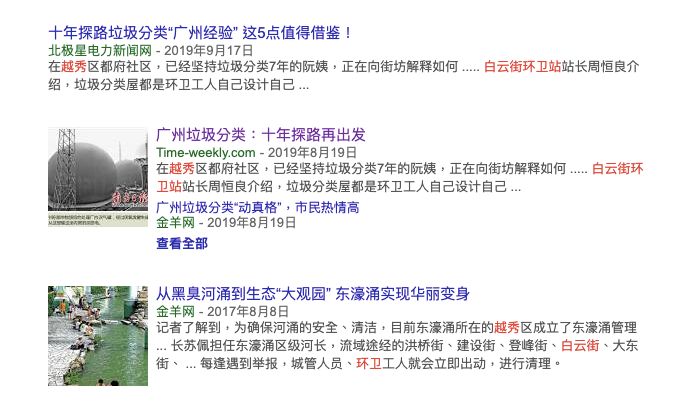 十年探路垃圾分类“广州经验” 这5点值得借鉴！
北极星电力新闻网 - 2019年9月17日
在越秀区都府社区，已经坚持垃圾分类7年的阮姨，正在向街坊解释如何 ..... 白云街环卫站站长周恒良介
绍，垃圾分类屋都是环卫工人自己设计自己 ...
广州垃圾分类：十年探路再出发
Time-weekly.com - 2019年8月19日
在越秀区都府社区，已经坚持垃圾分类7年的阮姨，正在向街坊解释如何 ..... 白云街环
卫站站长周恒良介绍，垃圾分类屋都是环卫工人自己设计自己 ...
广州垃圾分类“动真格”，市民热情高
金羊网 - 2019年8月19日
查看全部
从黑臭河涌到生态“大观园” 东濠涌实现华丽变身
金羊网 - 2017年8月8日
记者了解到，为确保河涌的安全、清洁，目前东濠涌所在的越秀区成立了东濠涌管理
... 长苏佩担任东濠涌区级河长，流域途经的洪桥街、建设街、登峰街、白云街、大东
街、 ... 每逢遇到举报，城管人员、环卫工人就会立即出动，进行清理。